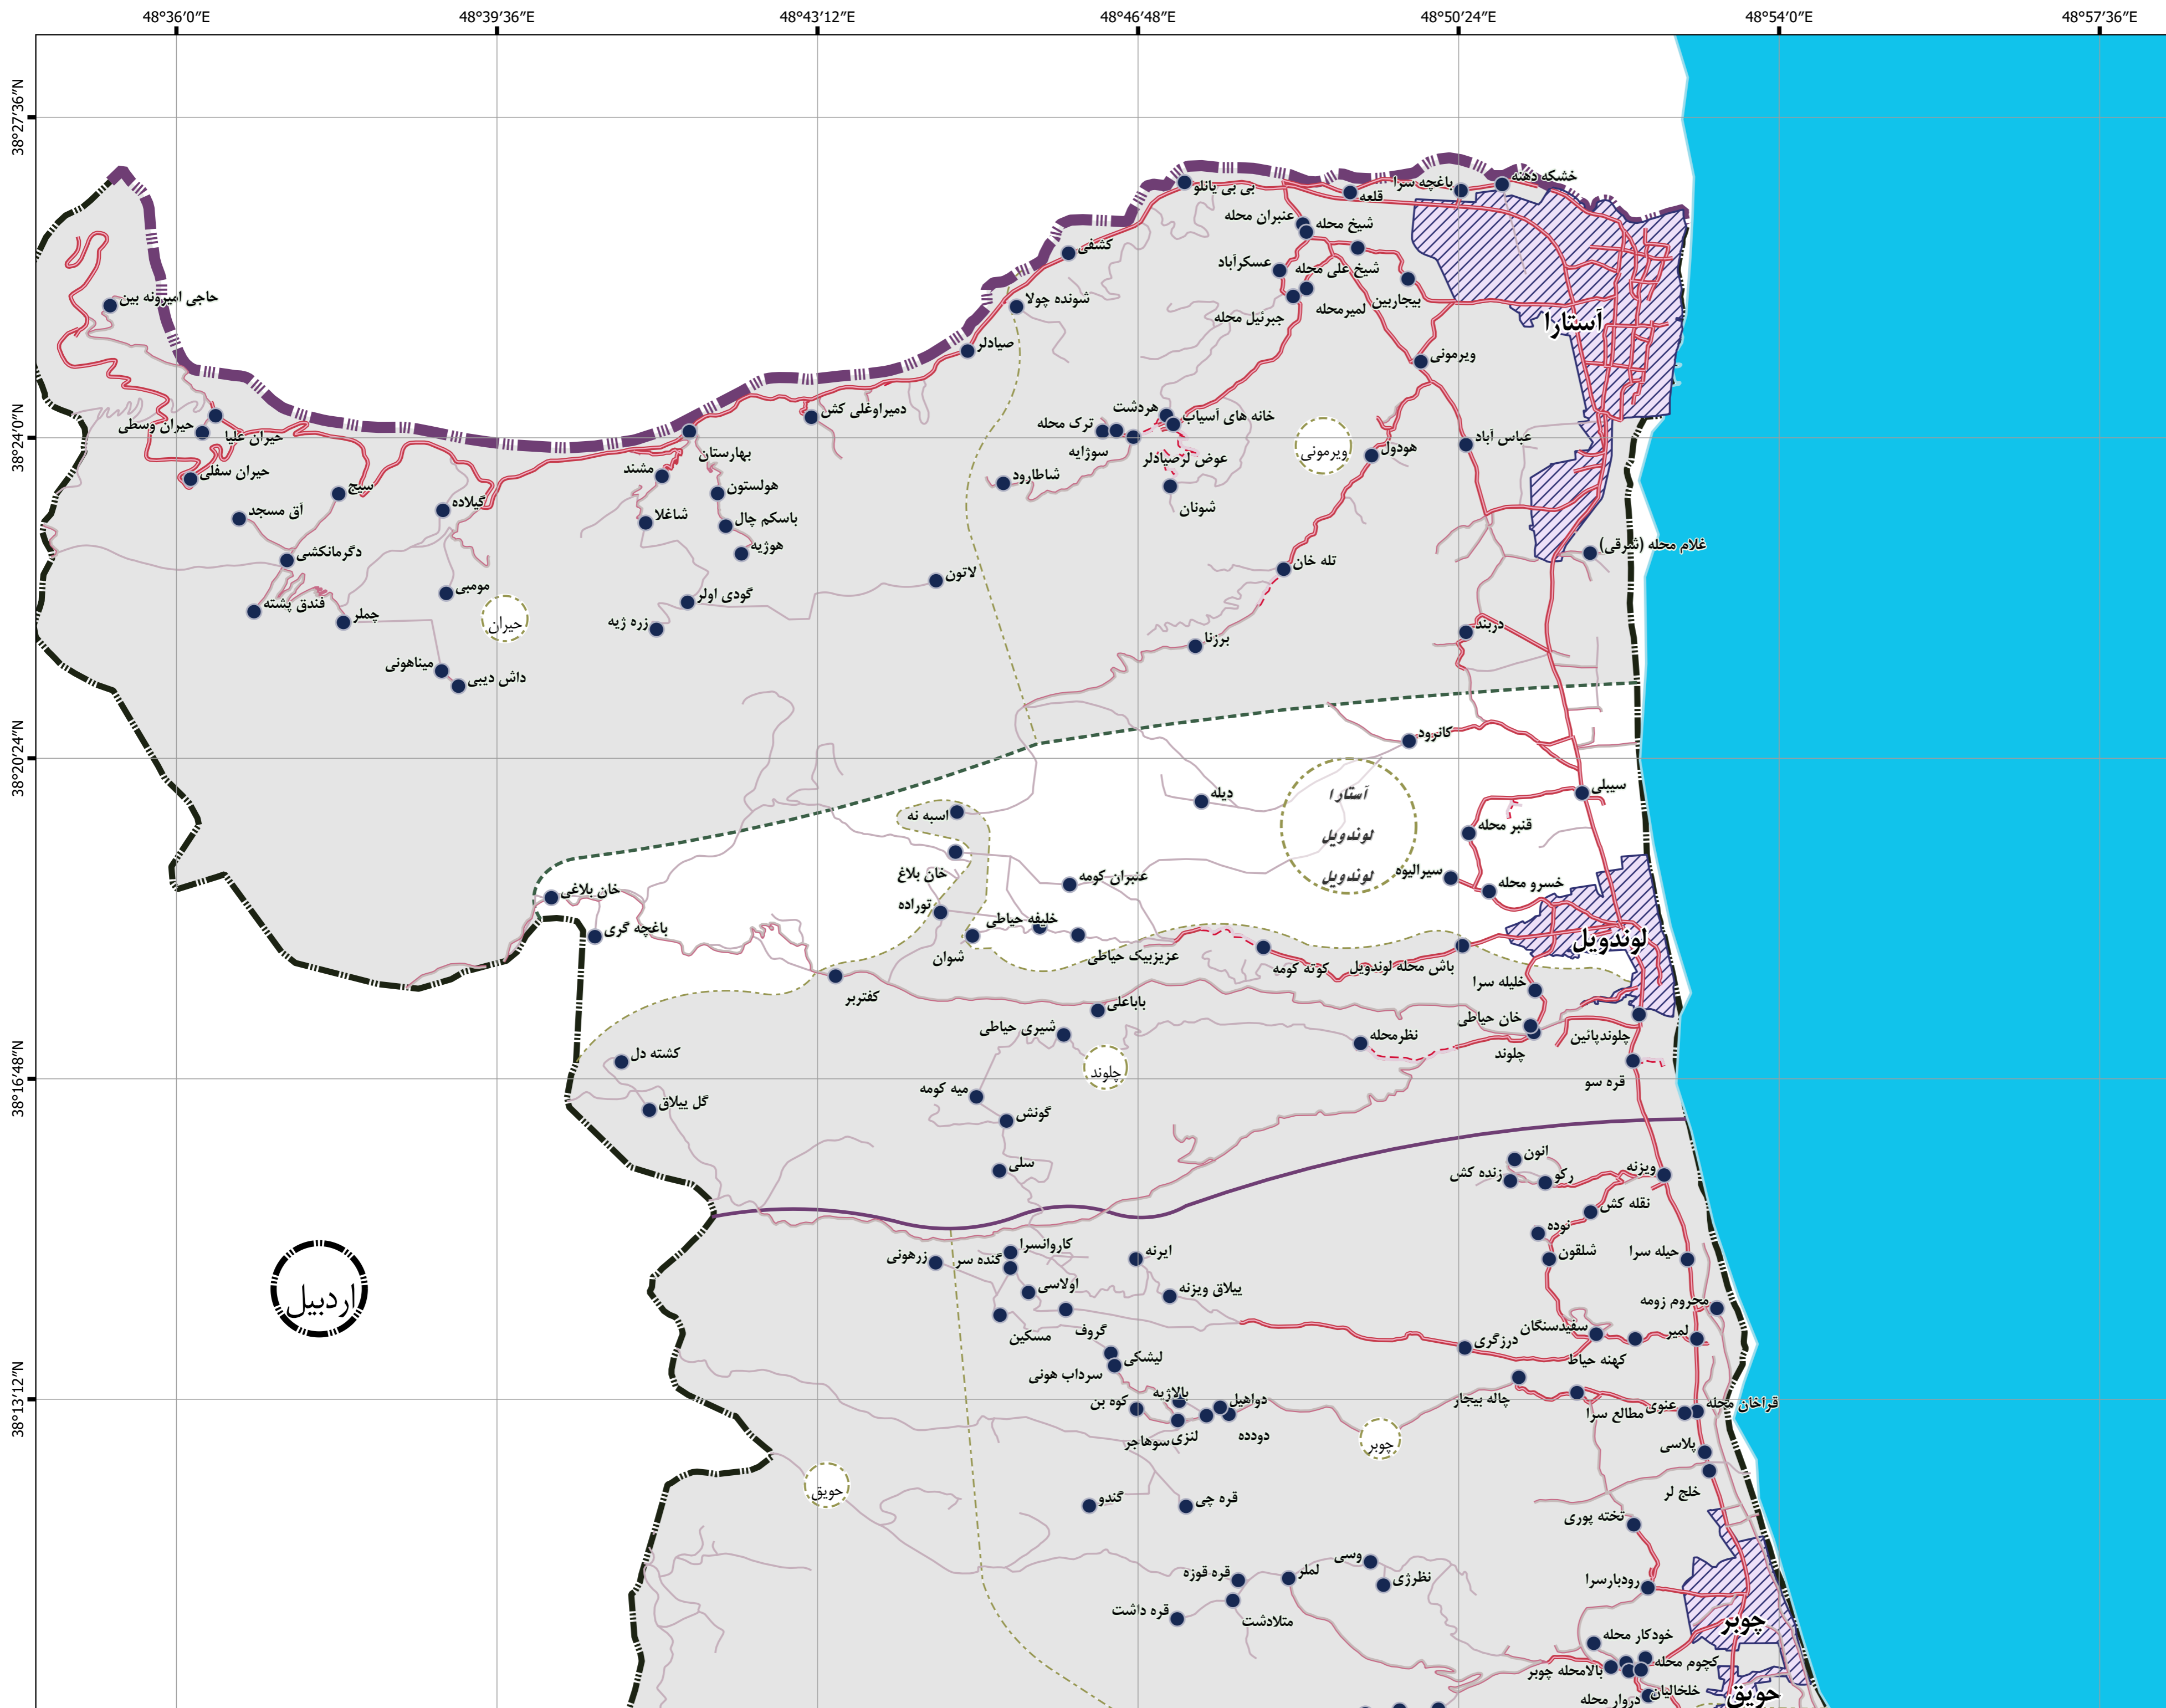 48°36′0″E
48°39′36″E
48°43′12″E
48°46′48″E
48°50′24″E
48°54′0″E
48°57′36″E
38°27′36″N
38°24′0″N
38°20′24″N
38°16′48″N
38°13′12″N
خشکه دهنه
باغچه سرا
قلعه
بی بی یانلو
عنبران محله
شیخ محله
کشفی
عسکرآباد
شیخ علی محله
بیجاربین
لمیرمحله
جبرئیل محله
شونده چولا
حاجی امیرونه بین
آستارا
صیادلر
ویرمونی
دمیراوغلی کش
هردشت
خانه های آسیاب
ترک محله
سوزایه
عوض لرصیادلر
ویرمونی
هودول
عباس آباد
حیران وسطی
حیران علیا
حیران سفلی
بهارستان
مشند
سیج
گیلاده
آق مسجد
هولستون
شاغلا
باسکم چال
هوژیه
شاطارود
شونان
غلام محله (شرقی)
دگرمانکشی
تله خان
لاتون
مومبی
فندق پشته
چملر
حیران
گودی اولر
زره ژیه
برزنا
دربند
میناهونی
داش دیبی
کانرود
سیبلی
دیله
آستارا
لوندویل
لوندویل
اسبه نه
قنبر محله
خان بلاغ
عنبران کومه
سیرالیوه
خسرو محله
خان بلاغی
توراده
خلیفه حیاطی
باغچه گری
شوان
عزیزبیک حیاطی
کوته کومه
باش محله لوندویل
لوندویل
کفتربر
خلیله سرا
باباعلی
شیری حیاطی
نظرمحله
خان حیاطی
چلوند
چلوندپائین
قره سو
چلوند
کشته دل
گل ییلاق
میه کومه
گونش
سلی
انون
زنده کش
رکو
ویزنه
نقله کش
نوده
شلقون
حیله سرا
کاروانسرا
گنده سر
زرهونی
ایرنه
اولاسی
ییلاق ویزنه
اردبیل
محروم زومه
مسکین
گروف
سفیدسنگان
لمیر
درزگری
کهنه حیاط
لیشکی
سرداب هونی
چاله بیجار
بالاژیه
کوه بن
دواهیل
عنوی
قراخان محله
مطالع سرا
سوهاجر
لنزی
دودده
چوبر
پلاسی
حویق
خلج لر
گندو
قره چی
تخته پوری
وسی
لملر
نظرژی
قره قوزه
رودبارسرا
قره داشت
متلادشت
چوبر
خودکار محله
کچوم محله
بالامحله چوبر
خلخالیان
دروار محله
حویق